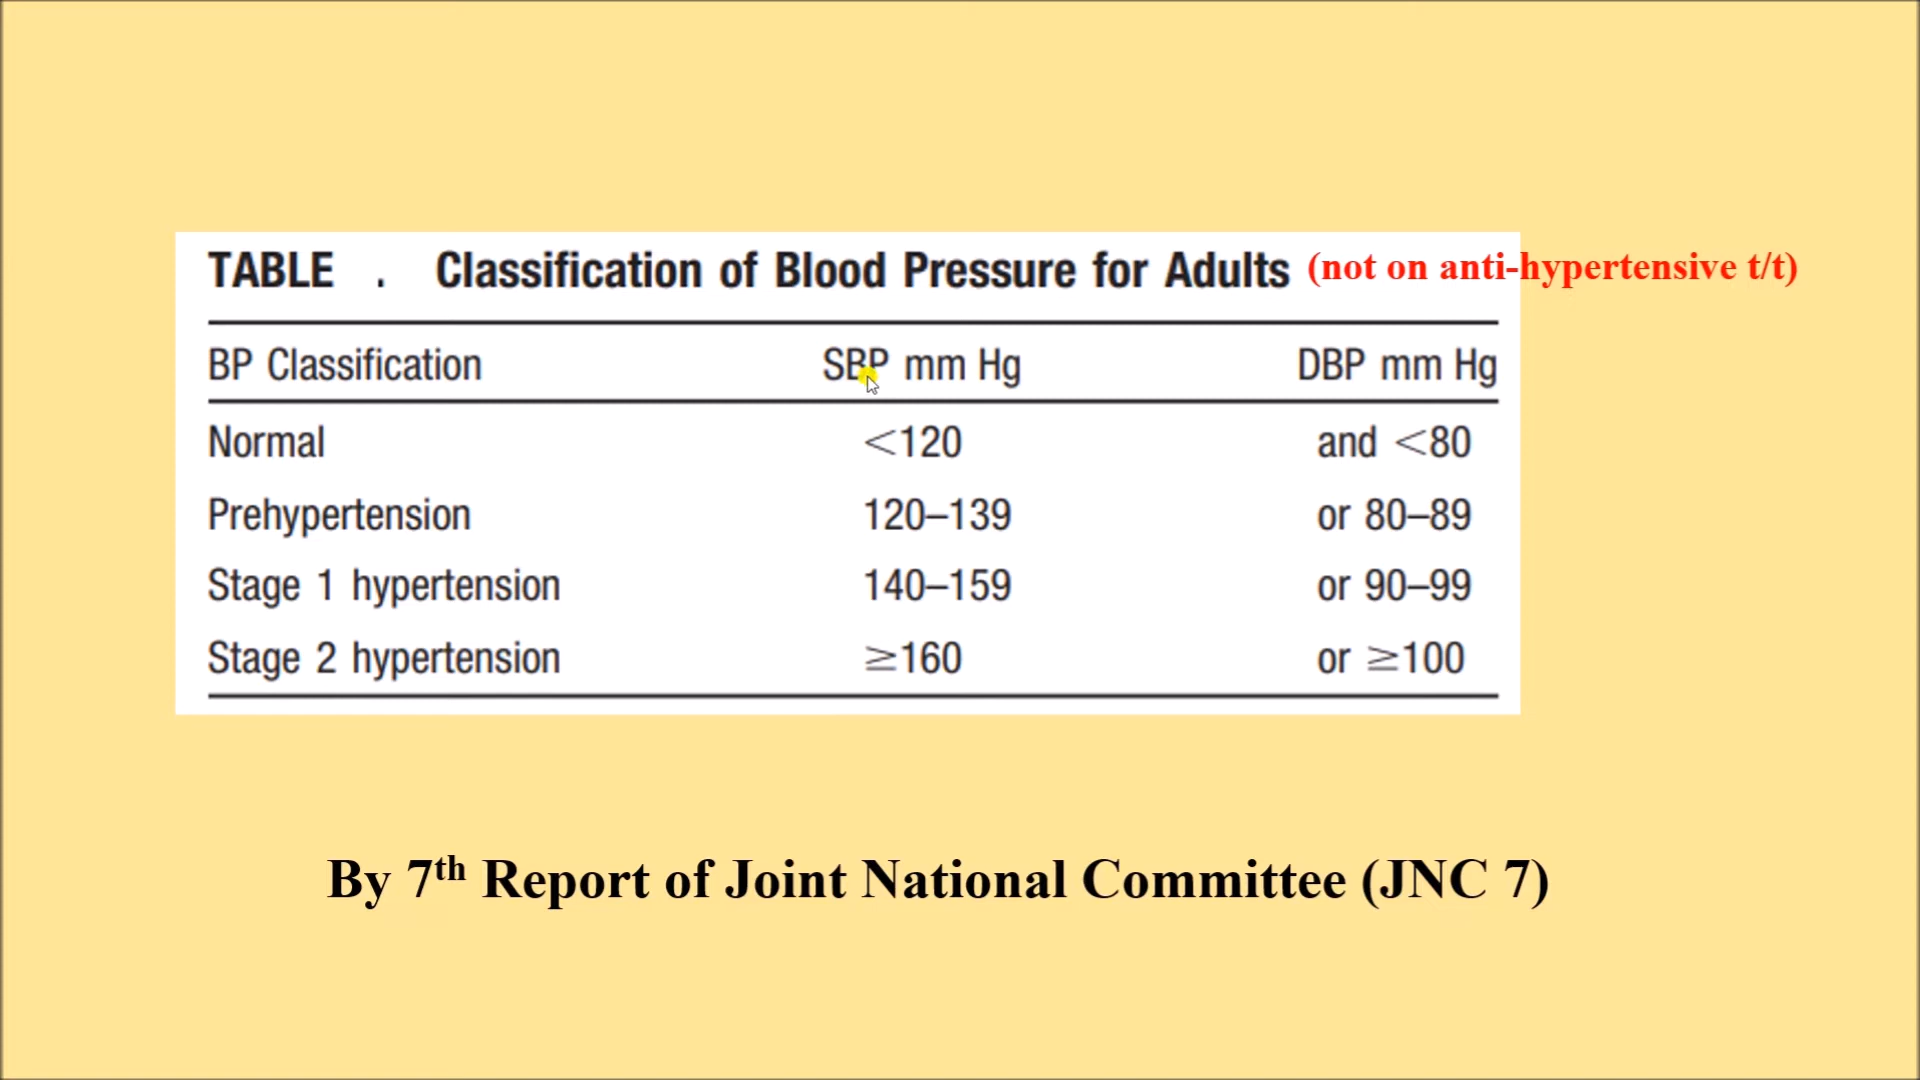 TABLE . Classification of Blood Pressure for Adults (not on anti-hypertensive t/t)
BP Classification SBP mm Hg DBP mm Hg
Normal <120 and <80
Prehypertension 120–139 or 80–89
Stage 1 hypertension 140–159 or 90–99
Stage 2 hypertension ≥160 or ≥100
By 7th Report of Joint National Committee (JNC 7)